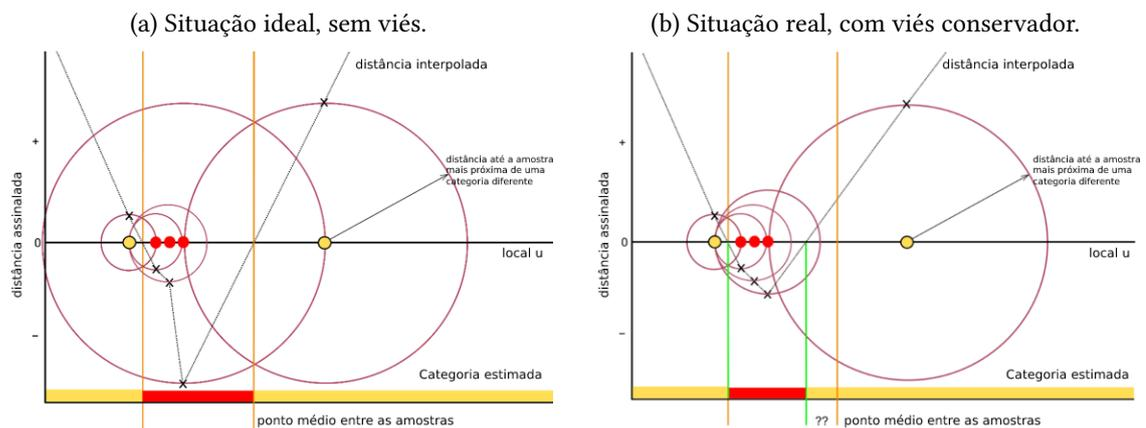 (a) Situação ideal, sem viés.
distância interpolada
+
distância até a amostra
mais próxima de uma
categoria diferente
distância assinalada
0
local u
−
Categoria estimada
ponto médio entre as amostras
(b) Situação real, com viés conservador.
distância interpolada
+
distância até a amostra
mais próxima de uma
categoria diferente
distância assinalada
0
local u
−
Categoria estimada
?? ponto médio entre as amostras